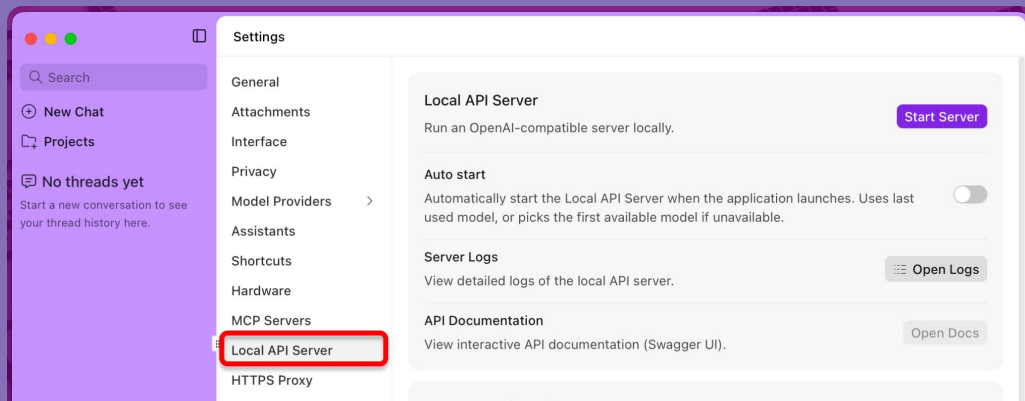 Search
New Chat
Projects
No threads yet
Start a new conversation to see
your thread history here.
Settings
General
Attachments
Interface
Privacy
Model Providers
Assistants
Shortcuts
Hardware
MCP Servers
Local API Server
HTTPS Proxy
Local API Server
Run an OpenAI-compatible server locally.
Start Server
Auto start
Automatically start the Local API Server when the application launches. Uses last
used model, or picks the first available model if unavailable.
Server Logs
View detailed logs of the local API server.
Open Logs
API Documentation
View interactive API documentation (Swagger UI).
Open Docs